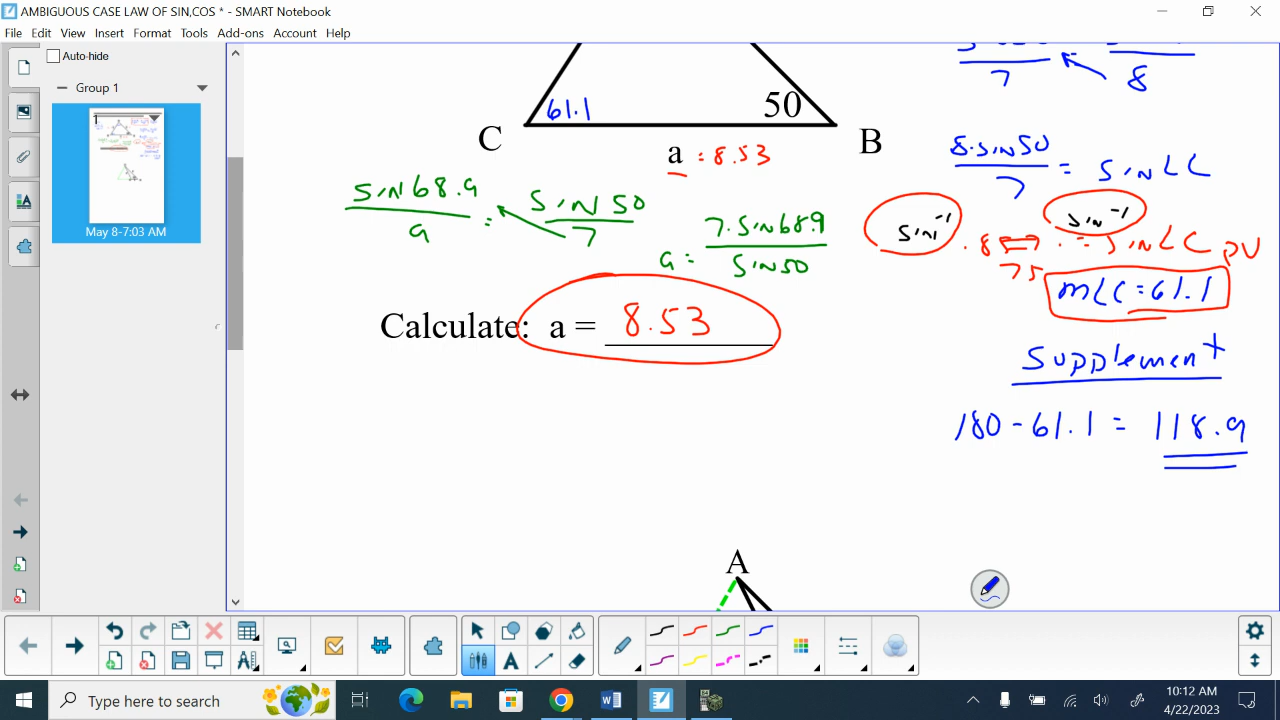 AMBIGUOUS CASE LAW OF SIN,COS * - SMART Notebook
File Edit View Insert Format Tools Add-ons Account Help
Auto-hide
Group 1
1
May 8-7:03 AM
7
8
61.1
50
C
B
a = 8.53
8·sin50
7
= sin∠C
sin68.9
a
=
sin50
7
a =
7·sin68.9
sin50
sin⁻¹
.8
75
sin⁻¹
= sin∠C
m∠C = 61.1
Calculate: a = 8.53
Supplement
180 - 61.1 = 118.9
A
Type here to search
10:12 AM
4/22/2023